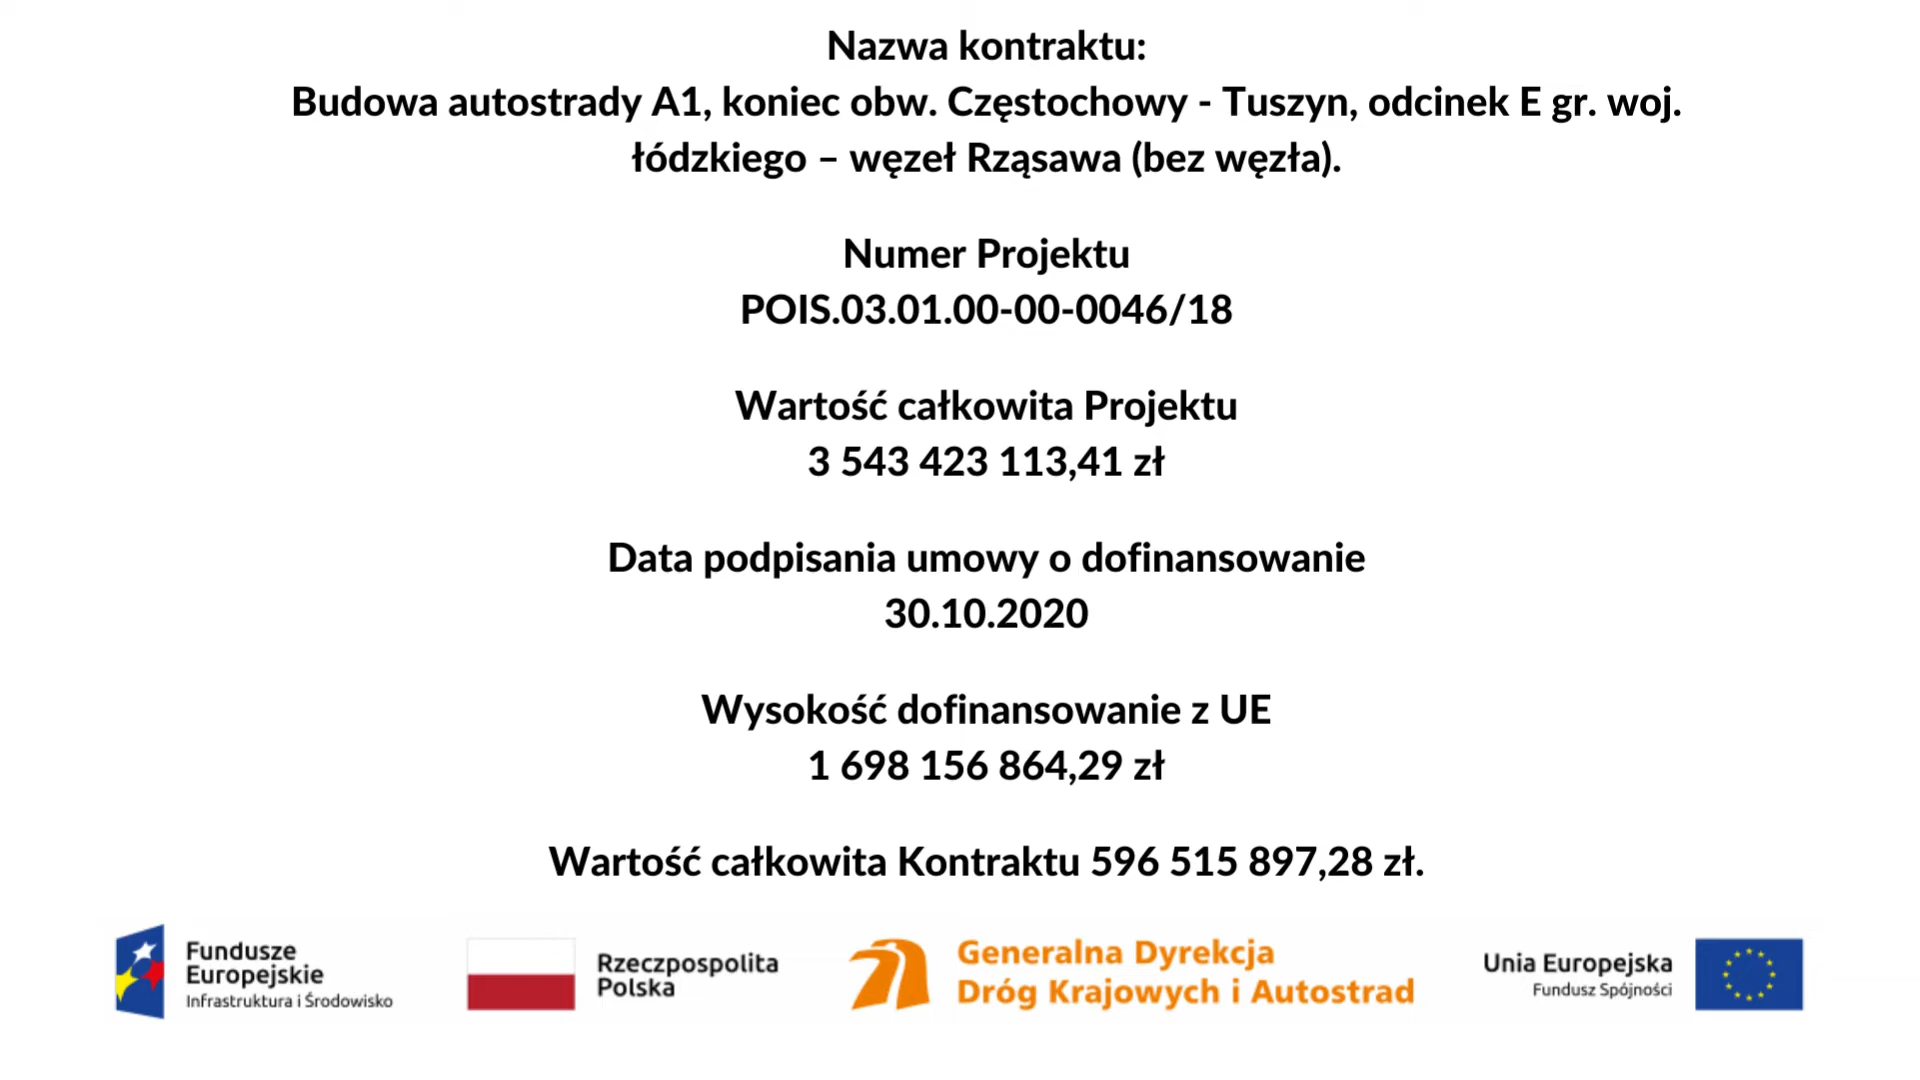 Nazwa kontraktu:
Budowa autostrady A1, koniec obw. Częstochowy - Tuszyn, odcinek E gr. woj.
łódzkiego – węzeł Rząsawa (bez węzła).
Numer Projektu
POIS.03.01.00-00-0046/18
Wartość całkowita Projektu
3 543 423 113,41 zł
Data podpisania umowy o dofinansowanie
30.10.2020
Wysokość dofinansowanie z UE
1 698 156 864,29 zł
Wartość całkowita Kontraktu 596 515 897,28 zł.
Fundusze
Europejskie
Infrastruktura i Środowisko
Rzeczpospolita
Polska
Generalna Dyrekcja
Dróg Krajowych i Autostrad
Unia Europejska
Fundusz Spójności